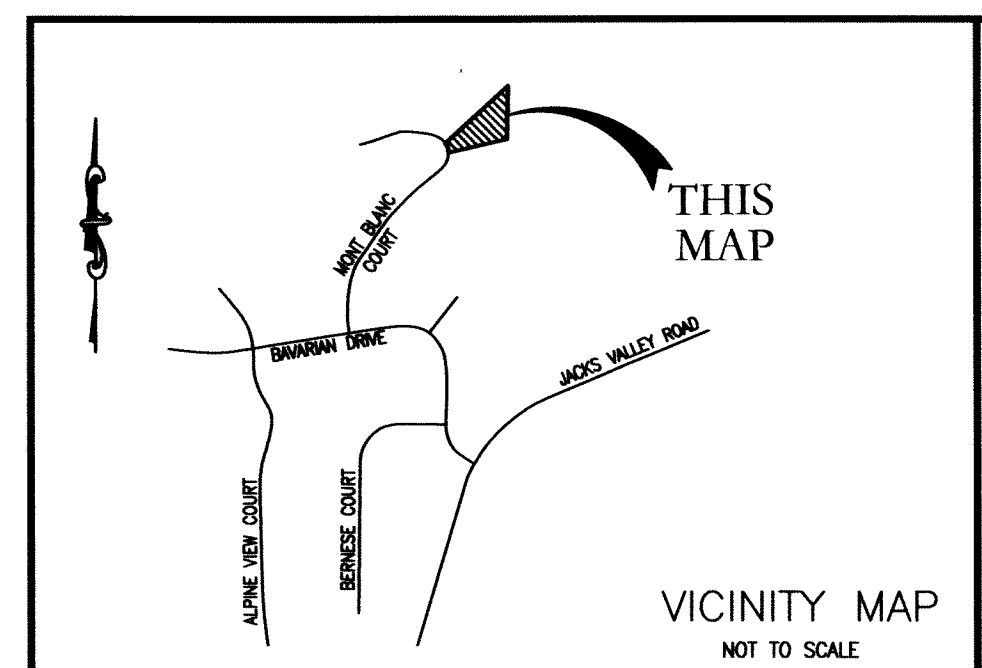 THIS
MAP
MONT BLANC
COURT
BAVARIAN DRIVE
JACKS VALLEY ROAD
ALPINE VIEW COURT
BERNESE COURT
VICINITY MAP
NOT TO SCALE